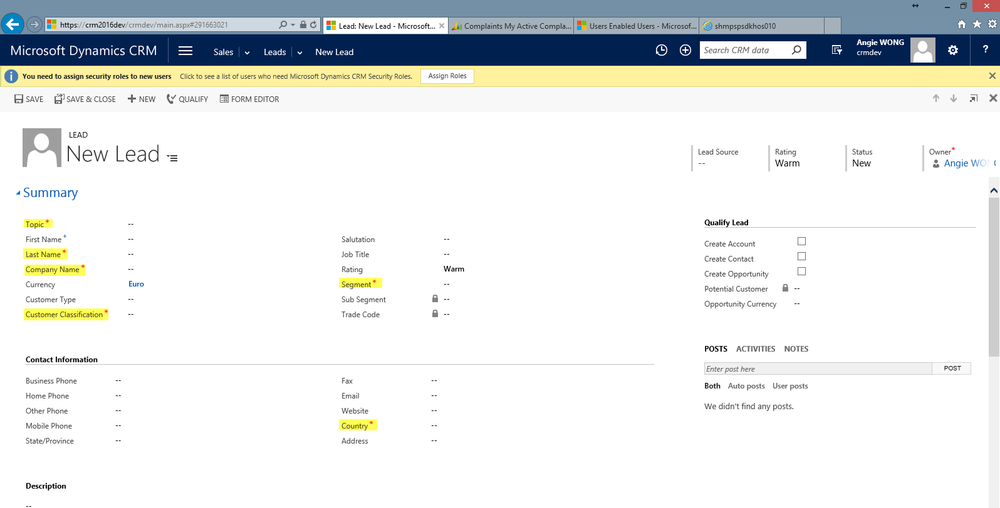 https://crm2016dev/crmdev/main.aspx#291663021
Lead: New Lead - Microsoft...
Complaints My Active Compla...
Users Enabled Users - Microsof...
shmpspsdkhos010
Microsoft Dynamics CRM
Sales
Leads
New Lead
Search CRM data
Angie WONG
crmdev
?
You need to assign security roles to new users Click to see a list of users who need Microsoft Dynamics CRM Security Roles. Assign Roles
SAVE SAVE & CLOSE NEW QUALIFY FORM EDITOR
LEAD
New Lead
Lead Source
--
Rating
Warm
Status
New
Owner*
Angie WON
Summary
Topic* --
First Name+ --
Last Name* --
Company Name* --
Currency Euro
Customer Type --
Customer Classification* --
Salutation --
Job Title --
Rating Warm
Segment* --
Sub Segment --
Trade Code --
Contact Information
Business Phone --
Home Phone --
Other Phone --
Mobile Phone --
State/Province --
Fax --
Email --
Website --
Country* --
Address --
Description
--
Qualify Lead
Create Account
Create Contact
Create Opportunity
Potential Customer --
Opportunity Currency --
POSTS ACTIVITIES NOTES
Enter post here POST
Both Auto posts User posts
We didn't find any posts.